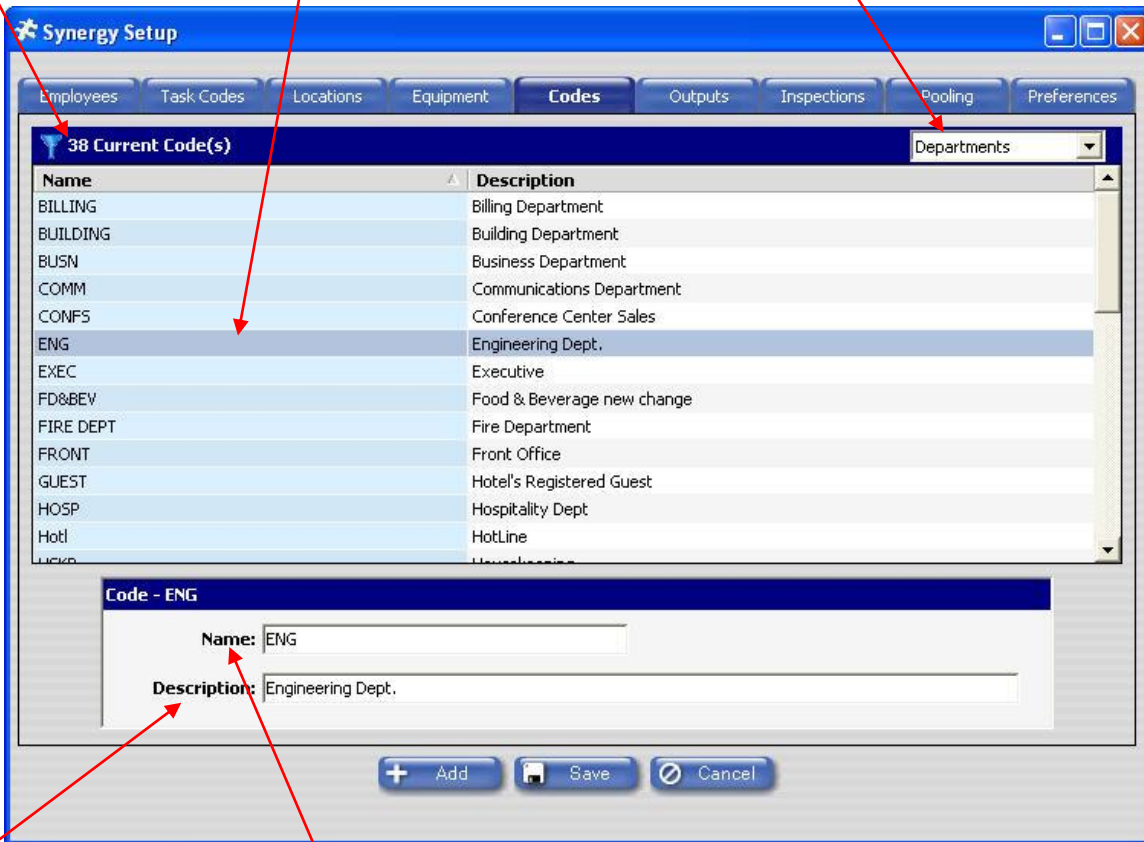 Synergy Setup
Employees Task Codes Locations Equipment Codes Outputs Inspections Pooling Preferences
38 Current Code(s) Departments
Name Description
BILLING Billing Department
BUILDING Building Department
BUSN Business Department
COMM Communications Department
CONFS Conference Center Sales
ENG Engineering Dept.
EXEC Executive
FD&BEV Food & Beverage new change
FIRE DEPT Fire Department
FRONT Front Office
GUEST Hotel's Registered Guest
HOSP Hospitality Dept
Hotl HotLine
Code - ENG
Name: ENG
Description: Engineering Dept.
Add Save Cancel